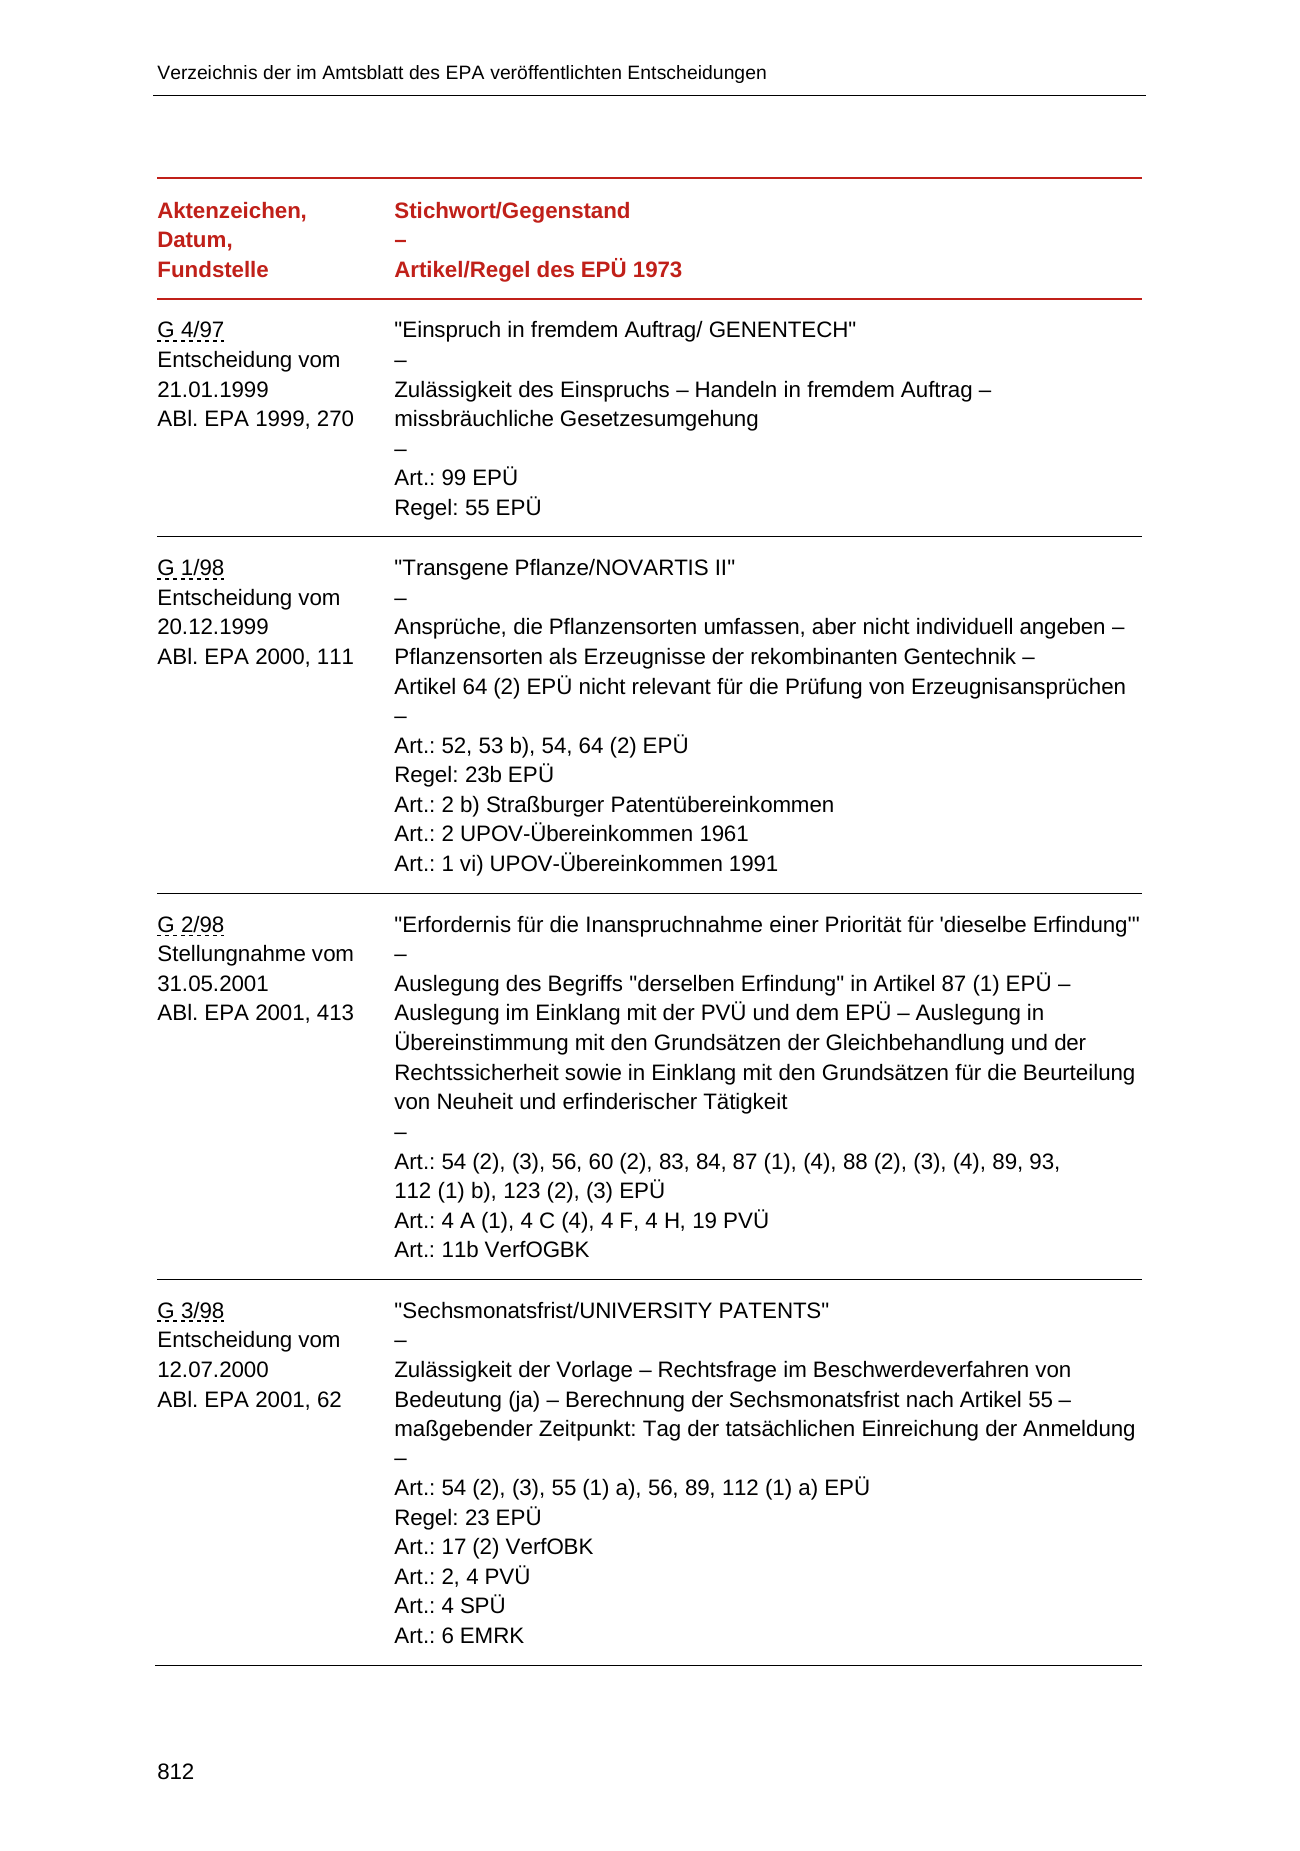 Verzeichnis der im Amtsblatt des EPA veröffentlichten Entscheidungen
Aktenzeichen,
Datum,
Fundstelle
Stichwort/Gegenstand
–
Artikel/Regel des EPÜ 1973
G 4/97
Entscheidung vom
21.01.1999
ABl. EPA 1999, 270
"Einspruch in fremdem Auftrag/ GENENTECH"
–
Zulässigkeit des Einspruchs – Handeln in fremdem Auftrag –
missbräuchliche Gesetzesumgehung
–
Art.: 99 EPÜ
Regel: 55 EPÜ
G 1/98
Entscheidung vom
20.12.1999
ABl. EPA 2000, 111
"Transgene Pflanze/NOVARTIS II"
–
Ansprüche, die Pflanzensorten umfassen, aber nicht individuell angeben –
Pflanzensorten als Erzeugnisse der rekombinanten Gentechnik –
Artikel 64 (2) EPÜ nicht relevant für die Prüfung von Erzeugnisansprüchen
–
Art.: 52, 53 b), 54, 64 (2) EPÜ
Regel: 23b EPÜ
Art.: 2 b) Straßburger Patentübereinkommen
Art.: 2 UPOV-Übereinkommen 1961
Art.: 1 vi) UPOV-Übereinkommen 1991
G 2/98
Stellungnahme vom
31.05.2001
ABl. EPA 2001, 413
"Erfordernis für die Inanspruchnahme einer Priorität für 'dieselbe Erfindung'"
–
Auslegung des Begriffs "derselben Erfindung" in Artikel 87 (1) EPÜ –
Auslegung im Einklang mit der PVÜ und dem EPÜ – Auslegung in
Übereinstimmung mit den Grundsätzen der Gleichbehandlung und der
Rechtssicherheit sowie in Einklang mit den Grundsätzen für die Beurteilung
von Neuheit und erfinderischer Tätigkeit
–
Art.: 54 (2), (3), 56, 60 (2), 83, 84, 87 (1), (4), 88 (2), (3), (4), 89, 93,
112 (1) b), 123 (2), (3) EPÜ
Art.: 4 A (1), 4 C (4), 4 F, 4 H, 19 PVÜ
Art.: 11b VerfOGBK
G 3/98
Entscheidung vom
12.07.2000
ABl. EPA 2001, 62
"Sechsmonatsfrist/UNIVERSITY PATENTS"
–
Zulässigkeit der Vorlage – Rechtsfrage im Beschwerdeverfahren von
Bedeutung (ja) – Berechnung der Sechsmonatsfrist nach Artikel 55 –
maßgebender Zeitpunkt: Tag der tatsächlichen Einreichung der Anmeldung
–
Art.: 54 (2), (3), 55 (1) a), 56, 89, 112 (1) a) EPÜ
Regel: 23 EPÜ
Art.: 17 (2) VerfOBK
Art.: 2, 4 PVÜ
Art.: 4 SPÜ
Art.: 6 EMRK
812